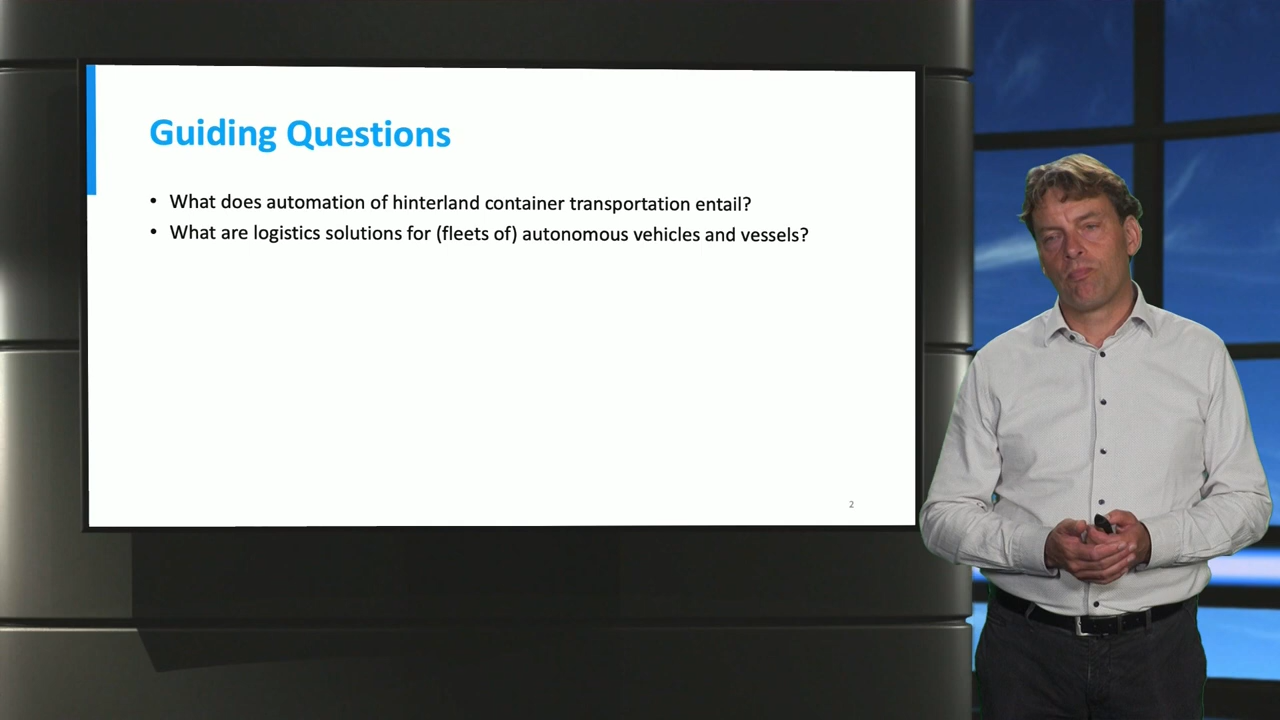 Guiding Questions
• What does automation of hinterland container transportation entail?
• What are logistics solutions for (fleets of) autonomous vehicles and vessels?
2